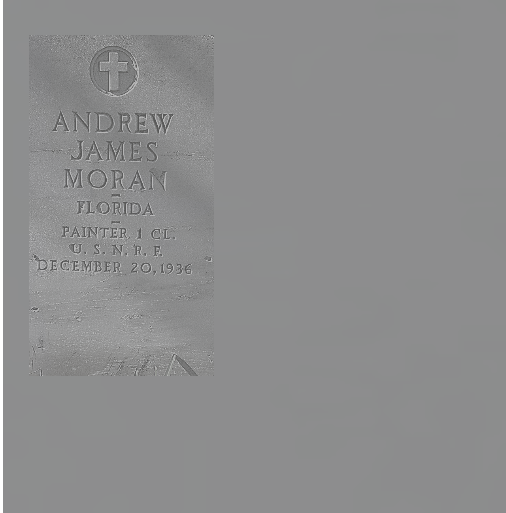 ANDREW
JAMES
MORAN
FLORIDA
PAINTER 1 CL.
U. S. N. R. F.
DECEMBER 20, 1936